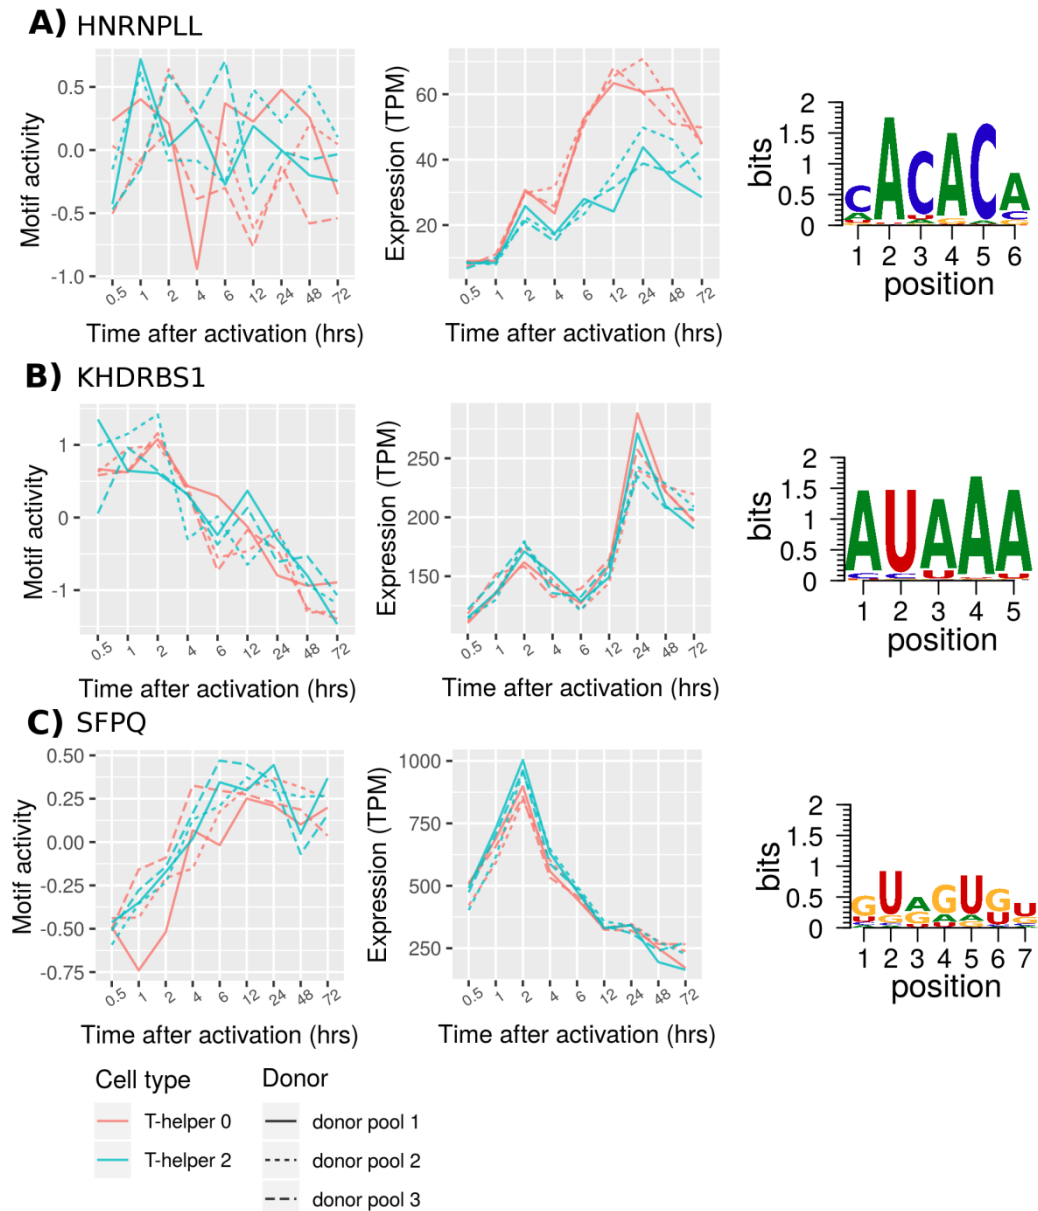 A) HNRNPLL
Motif activity
0.5
0.0
-0.5
-1.0
0.5 1 2 4 6 12 24 48 72
Time after activation (hrs)
Expression (TPM)
60
40
20
0.5 1 2 4 6 12 24 48 72
Time after activation (hrs)
bits
2
1.5
1
0.5
0
CACACA
1 2 3 4 5 6
position
B) KHDRBS1
Motif activity
1
0
-1
0.5 1 2 4 6 12 24 48 72
Time after activation (hrs)
Expression (TPM)
250
200
150
0.5 1 2 4 6 12 24 48 72
Time after activation (hrs)
bits
2
1.5
1
0.5
0
AUAAA
1 2 3 4 5
position
C) SFPQ
Motif activity
0.50
0.25
0.00
-0.25
-0.50
-0.75
0.5 1 2 4 6 12 24 48 72
Time after activation (hrs)
Expression (TPM)
1000
750
500
250
0.5 1 2 4 6 12 24 48 72
Time after activation (hrs)
bits
2
1.5
1
0.5
0
GUAGUGU
1 2 3 4 5 6 7
position
Cell type
T-helper 0
T-helper 2
Donor
donor pool 1
donor pool 2
donor pool 3